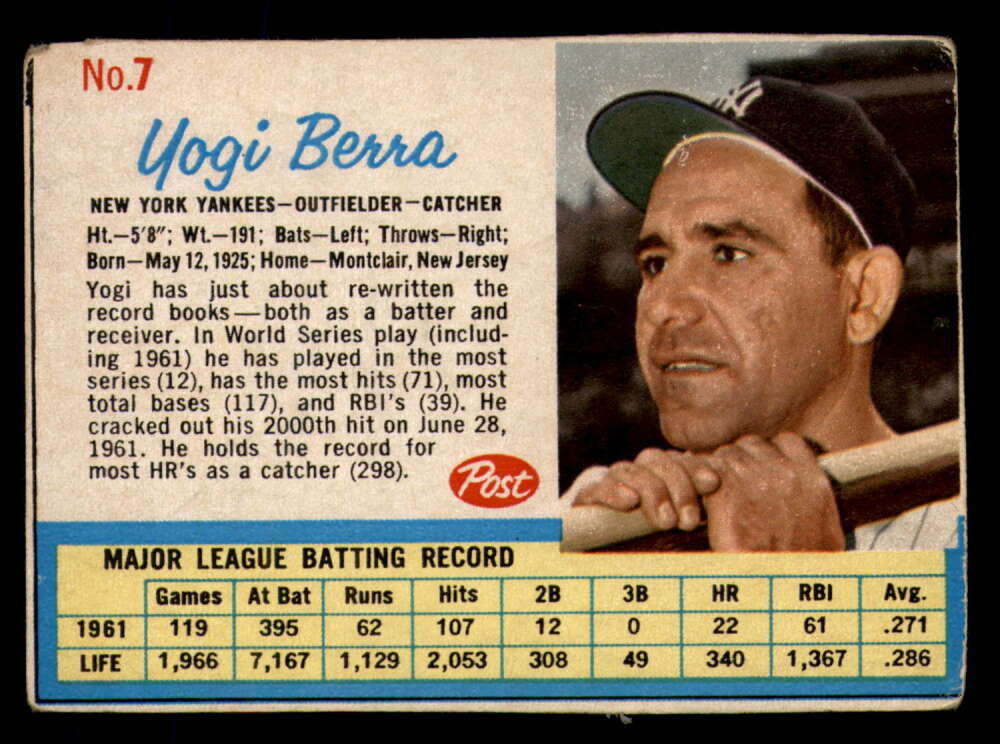 No.7
Yogi Berra
NEW YORK YANKEES—OUTFIELDER—CATCHER
Ht.—5'8"; Wt.—191; Bats—Left; Throws—Right;
Born—May 12, 1925; Home—Montclair, New Jersey
Yogi has just about re-written the
record books—both as a batter and
receiver. In World Series play (includ-
ing 1961) he has played in the most
series (12), has the most hits (71), most
total bases (117), and RBI's (39). He
cracked out his 2000th hit on June 28,
1961. He holds the record for
most HR's as a catcher (298).
Post
NY
MAJOR LEAGUE BATTING RECORD
Games At Bat Runs Hits 2B 3B HR RBI Avg.
1961 119 395 62 107 12 0 22 61 .271
LIFE 1,966 7,167 1,129 2,053 308 49 340 1,367 .286